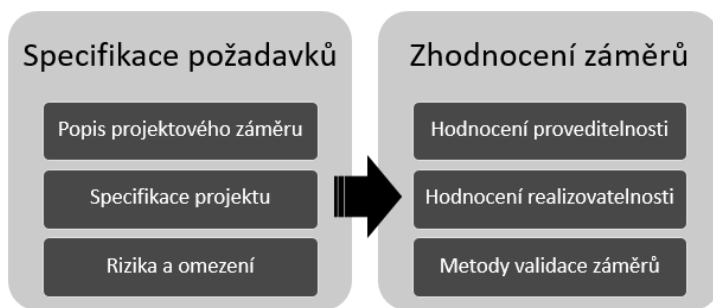 Specifikace požadavků
Popis projektového záměru
Specifikace projektu
Rizika a omezení
Zhodnocení záměrů
Hodnocení proveditelnosti
Hodnocení realizovatelnosti
Metody validace záměrů